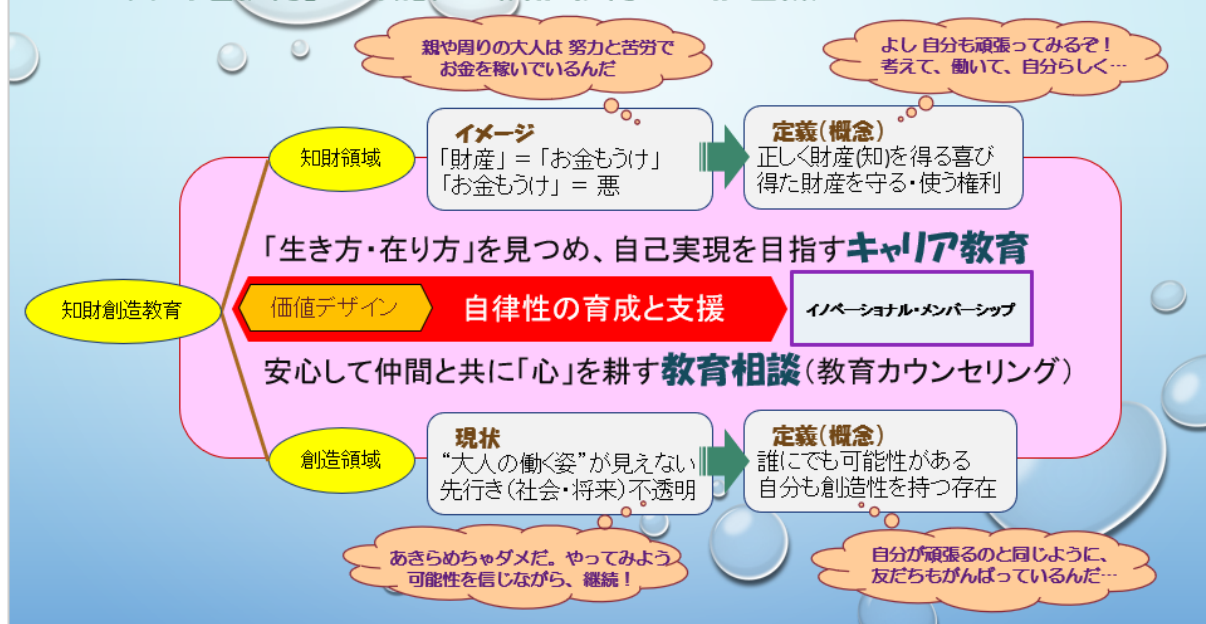 親や周りの大人は 努力と苦労で
お金を稼いでいるんだ
よし 自分も頑張ってみるぞ！
考えて、働いて、自分らしく…
知財領域
イメージ
「財産」＝「お金もうけ」
「お金もうけ」＝ 悪
定義(概念)
正しく財産(知)を得る喜び
得た財産を守る・使う権利
「生き方・在り方」を見つめ、自己実現を目指すキャリア教育
知財創造教育
価値デザイン
自律性の育成と支援
イノベーショナル・メンバーシップ
安心して仲間と共に「心」を耕す教育相談（教育カウンセリング）
創造領域
現状
“大人の働く姿”が見えない
先行き（社会・将来）不透明
定義(概念)
誰にでも可能性がある
自分も創造性を持つ存在
あきらめちゃダメだ。やってみよう
可能性を信じながら、継続！
自分が頑張るのと同じように、
友だちもがんばっているんだ…